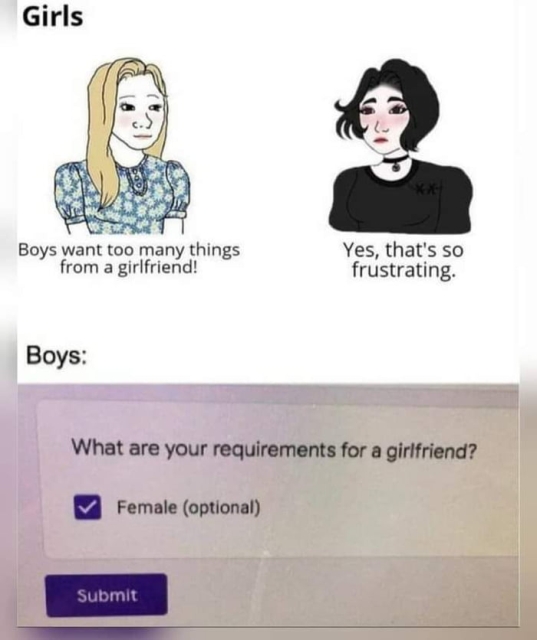 Girls
Boys want too many things
from a girlfriend!
Yes, that's so
frustrating.
Boys:
What are your requirements for a girlfriend?
Female (optional)
Submit